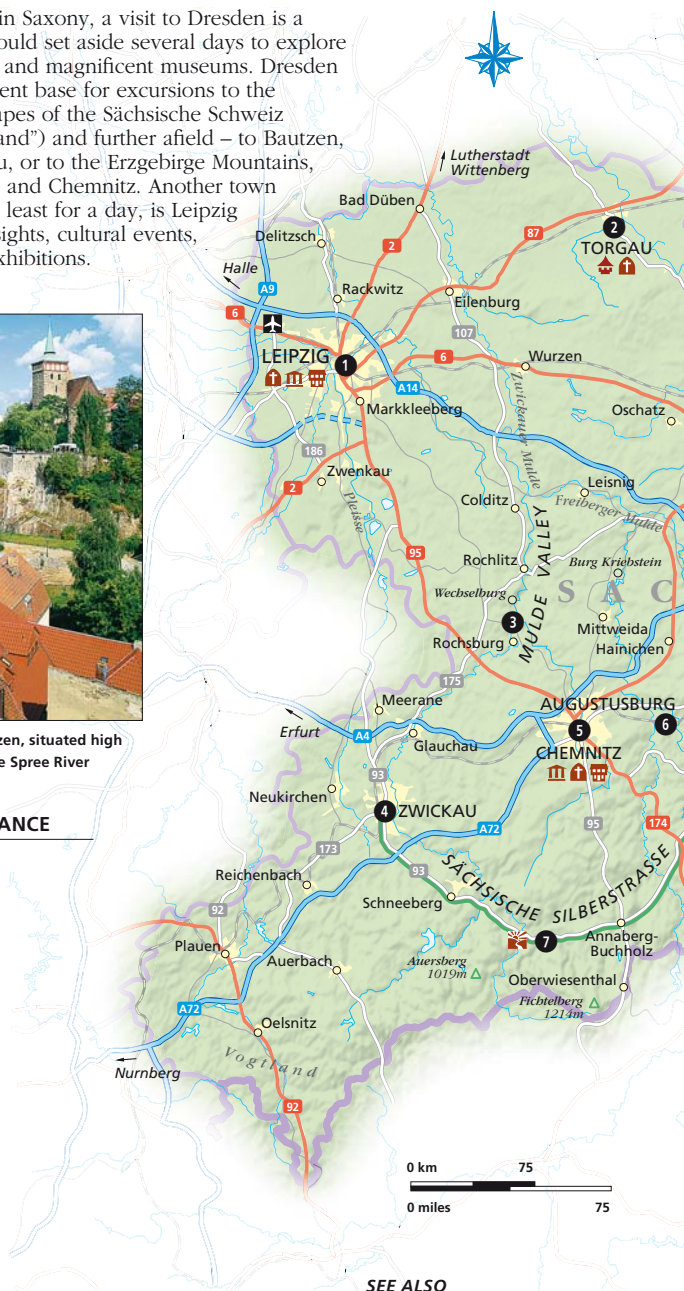 in Saxony, a visit to Dresden is a
ould set aside several days to explore
and magnificent museums. Dresden
ent base for excursions to the
apes of the Sächsische Schweiz
and”) and further afield – to Bautzen,
u, or to the Erzgebirge Mountains,
and Chemnitz. Another town
least for a day, is Leipzig
sights, cultural events,
xhibitions.
zen, situated high
e Spree River
ANCE
Lutherstadt
Wittenberg
Bad Düben
2
87
2
TORGAU
Delitzsch
Halle
A9
Rackwitz
Eilenburg
6
107
LEIPZIG
1
6
Wurzen
A14
Markkleeberg
Zwickauer Mulde
Oschatz
186
Zwenkau
2
Pleisse
Leisnig
Colditz
Freiberger Mulde
95
Rochlitz
Burg Kriebstein
Wechselburg
SAC
MULDE VALLEY
3
Rochsburg
Mittweida
Hainichen
175
Meerane
Erfurt
A4
Glauchau
AUGUSTUSBURG
5
6
CHEMNITZ
93
Neukirchen
4
ZWICKAU
A72
95
174
173
93
Reichenbach
SÄCHSISCHE SILBERSTRASSE
Schneeberg
92
7
Annaberg-
Buchholz
Plauen
Auerbach
Auersberg
1019m
Oberwiesenthal
Fichtelberg
1214m
A72
Oelsnitz
Vogtland
Nurnberg
92
0 km 75
0 miles 75
SEE ALSO